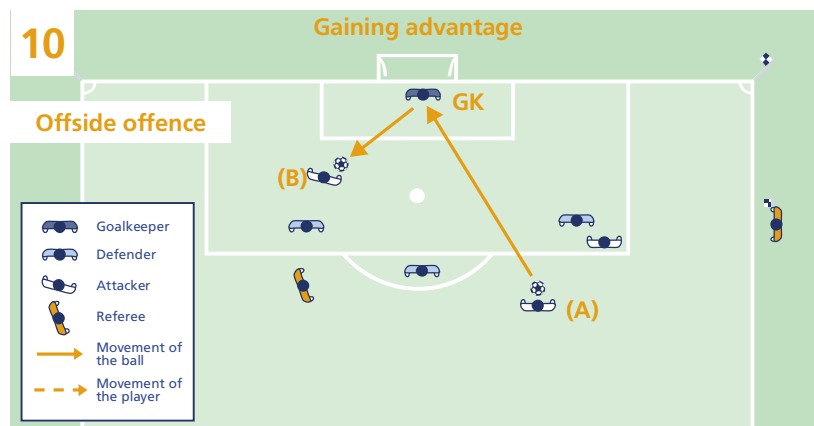 10
Gaining advantage
GK
Offside offence
(B)
(A)
Goalkeeper
Defender
Attacker
Referee
Movement of
the ball
Movement of
the player